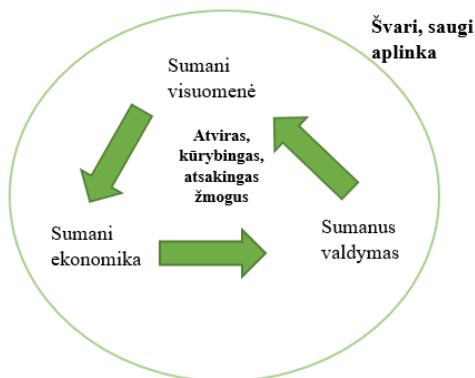 Švari, saugi
aplinka
Sumani
visuomenė
Atviras,
kūrybingas,
atsakingas
žmogus
Sumani
ekonomika
Sumanus
valdymas